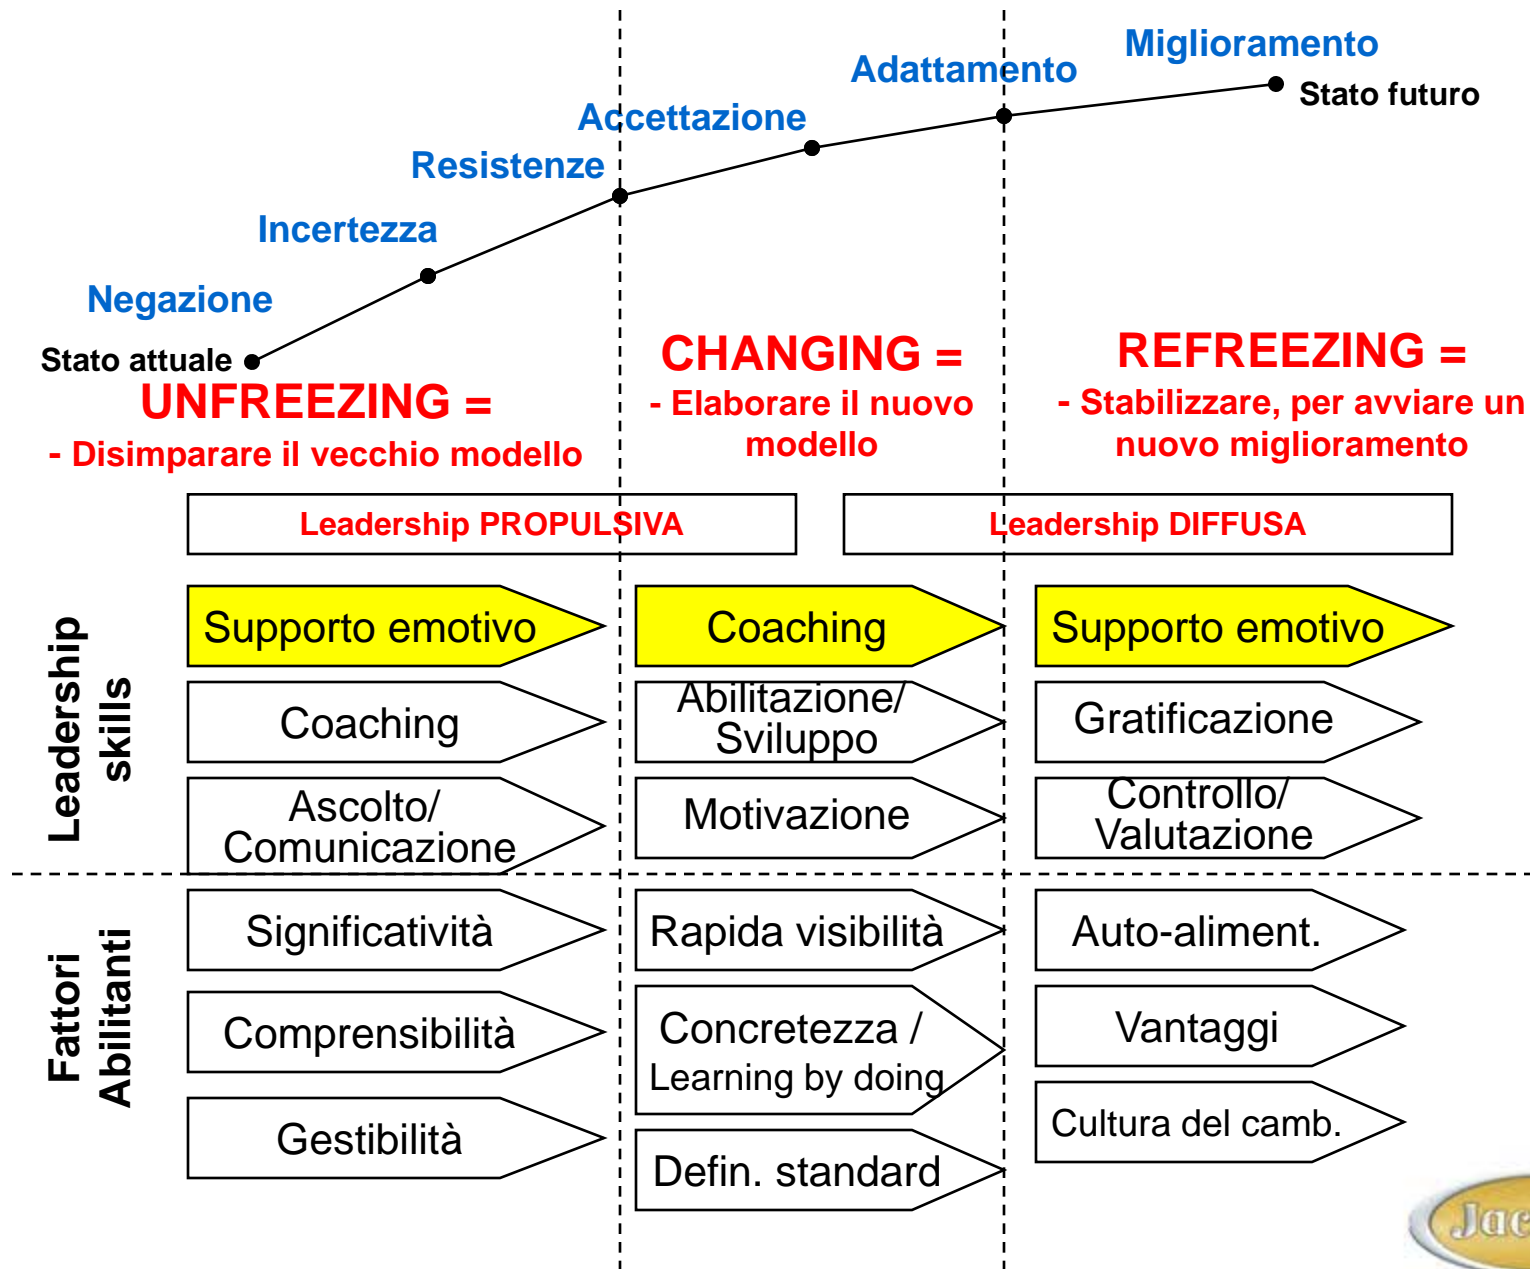 Miglioramento
Adattamento
Stato futuro
Accettazione
Resistenze
Incertezza
Negazione
Stato attuale
UNFREEZING =
- Disimparare il vecchio modello
CHANGING =
- Elaborare il nuovo
modello
REFREEZING =
- Stabilizzare, per avviare un
nuovo miglioramento
Leadership PROPULSIVA
Leadership DIFFUSA
Leadership
skills
Supporto emotivo
Coaching
Supporto emotivo
Coaching
Abilitazione/
Sviluppo
Gratificazione
Ascolto/
Comunicazione
Motivazione
Controllo/
Valutazione
Fattori
Abilitanti
Significatività
Rapida visibilità
Auto-aliment.
Comprensibilità
Concretezza /
Learning by doing
Vantaggi
Gestibilità
Defin. standard
Cultura del camb.